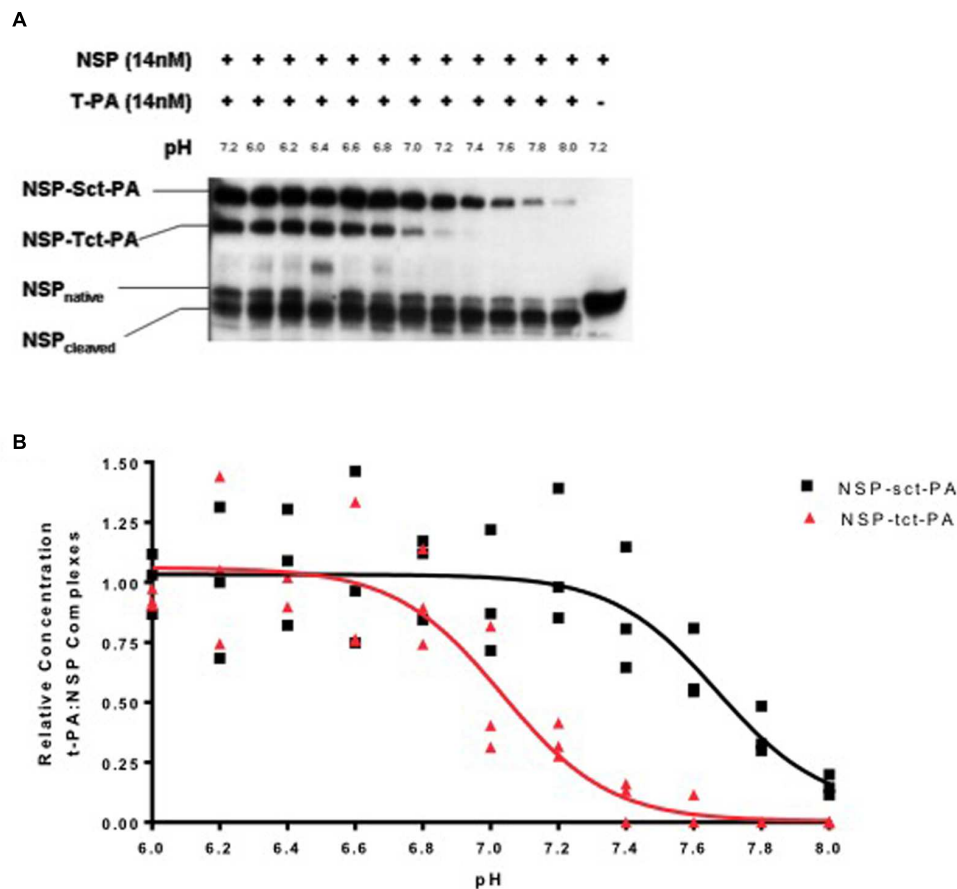 A
NSP (14nM) + + + + + + + + + + + + +
T-PA (14nM) + + + + + + + + + + + + -
pH 7.2 6.0 6.2 6.4 6.6 6.8 7.0 7.2 7.4 7.6 7.8 8.0 7.2
NSP-Sct-PA
NSP-Tct-PA
NSPnative
NSPcleaved
B
Relative Concentration
t-PA:NSP Complexes
1.50
1.25
1.00
0.75
0.50
0.25
0.00
6.0 6.2 6.4 6.6 6.8 7.0 7.2 7.4 7.6 7.8 8.0
pH
NSP-sct-PA
NSP-tct-PA